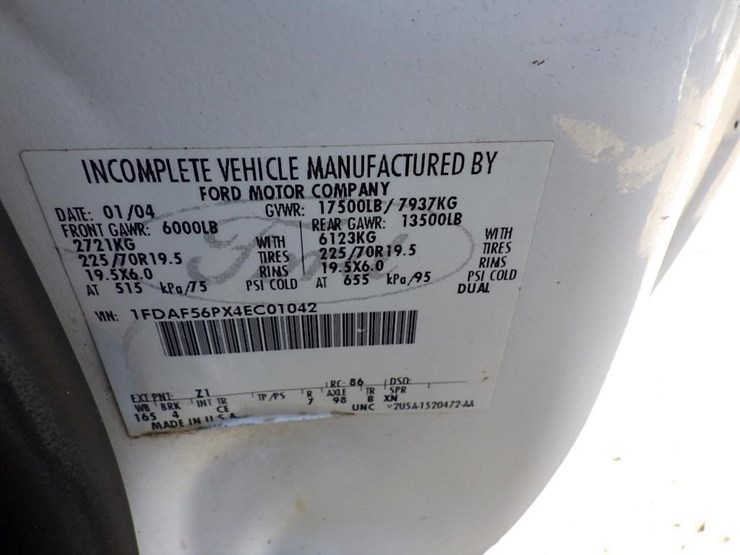 INCOMPLETE VEHICLE MANUFACTURED BY
FORD MOTOR COMPANY
DATE: 01/04 GVWR: 17500LB/ 7937KG
FRONT GAWR: 6000LB REAR GAWR: 13500LB
2721KG WITH 6123KG WITH
225/70R19.5 TIRES 225/70R19.5 TIRES
19.5X6.0 RIMS 19.5X6.0 RIMS
AT 515 kPa/75 PSI COLD AT 655 kPa/95 PSI COLD
DUAL
Ford
VIN: 1FDAF56PX4EC01042
EXT PNT: Z1 RC: 86 DSO:
WB BRK INT TR TP/PS R AXLE TR SPR
165 4 CE 7 98 B XN
MADE IN U S A UNC 2U5A-1520472-AA